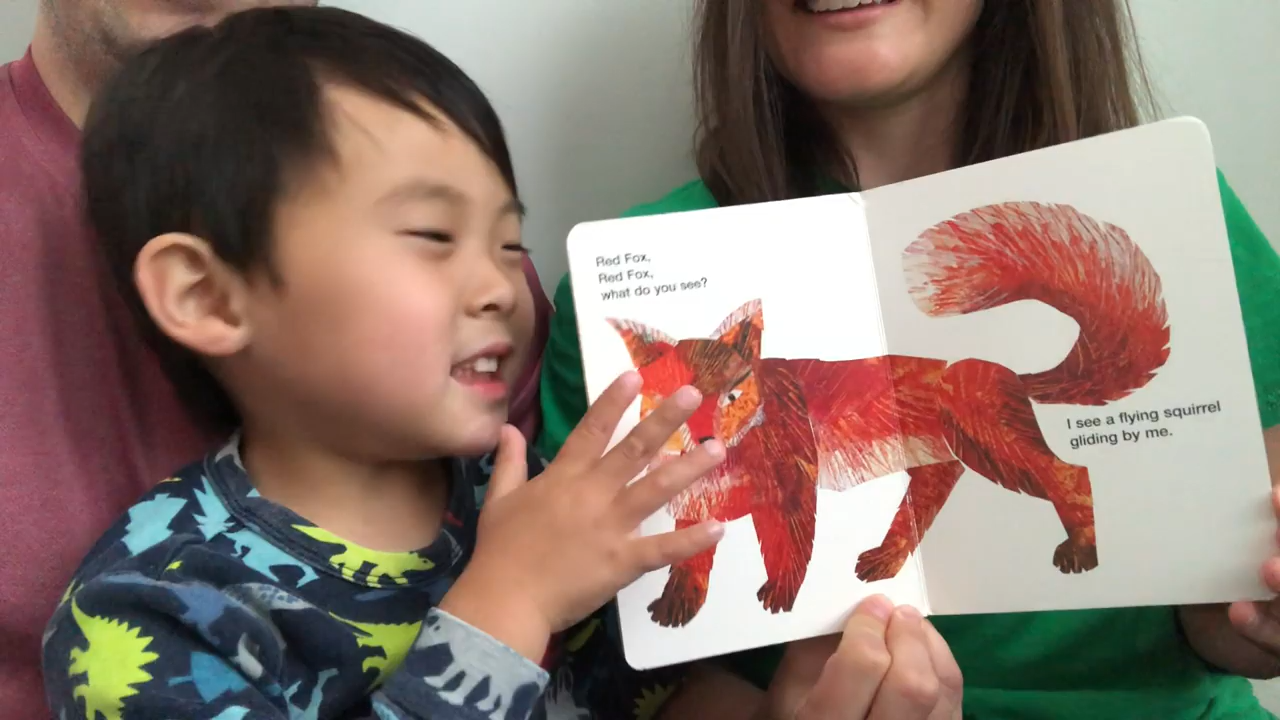 Red Fox,
Red Fox,
what do you see?
I see a flying squirrel
gliding by me.